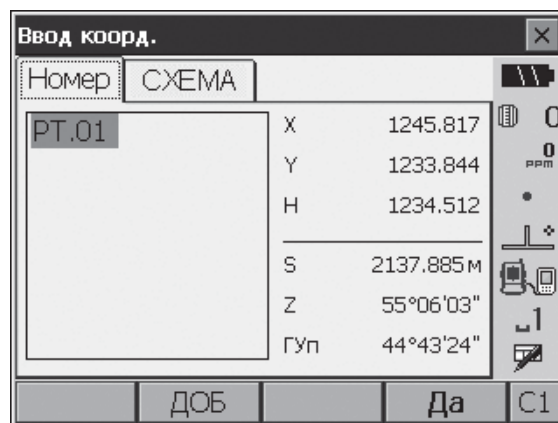 Ввод коорд.
Номер СХЕМА
PT.01
X 1245.817
Y 1233.844
H 1234.512
S 2137.885м
Z 55°06'03"
ГУп 44°43'24"
0
0
PPM
1
ДОБ Да C1